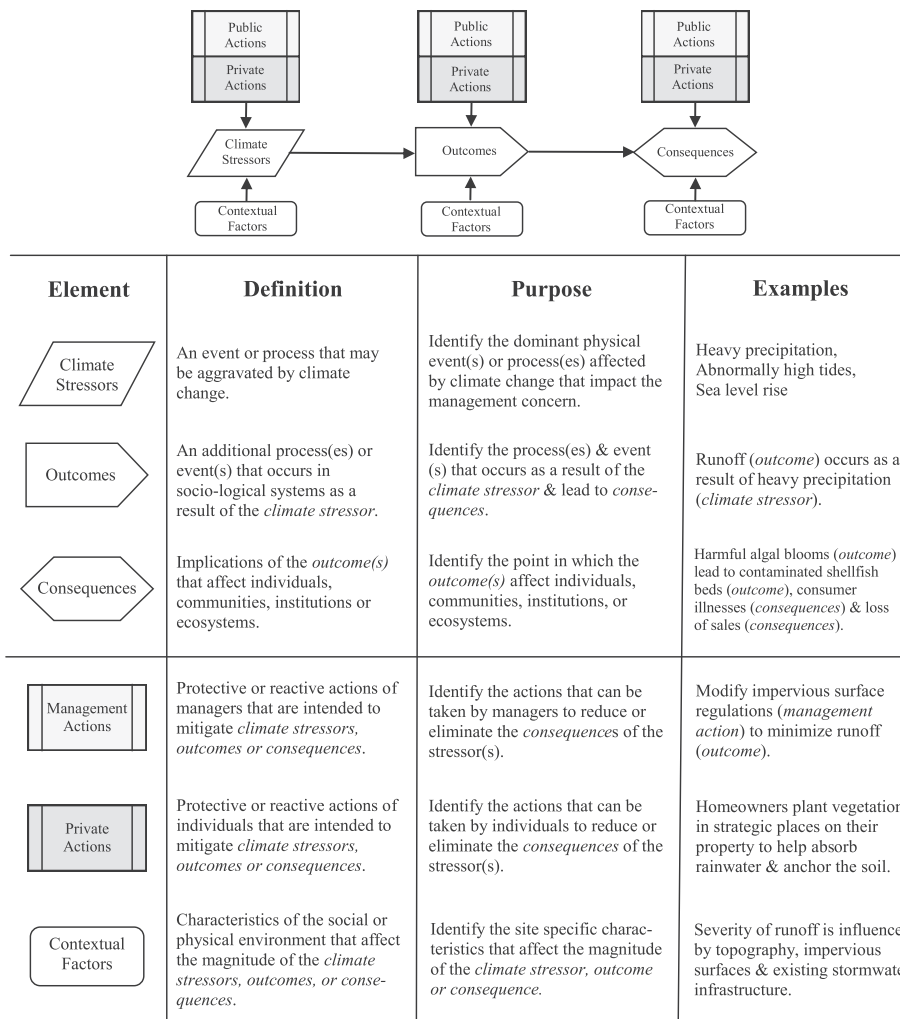 Public
Actions
Private
Actions
Public
Actions
Private
Actions
Public
Actions
Private
Actions
Climate
Stressors
Outcomes
Consequences
Contextual
Factors
Contextual
Factors
Contextual
Factors
Element
Definition
Purpose
Examples
Climate
Stressors
An event or process that may
be aggravated by climate
change.
Identify the dominant physical
event(s) or process(es) affected
by climate change that impact the
management concern.
Heavy precipitation,
Abnormally high tides,
Sea level rise
Outcomes
An additional process(es) or
event(s) that occurs in
socio-logical systems as a
result of the climate stressor.
Identify the process(es) & event
(s) that occurs as a result of the
climate stressor & lead to conse-
quences.
Runoff (outcome) occurs as a
result of heavy precipitation
(climate stressor).
Consequences
Implications of the outcome(s)
that affect individuals,
communities, institutions or
ecosystems.
Identify the point in which the
outcome(s) affect individuals,
communities, institutions, or
ecosystems.
Harmful algal blooms (outcome)
lead to contaminated shellfish
beds (outcome), consumer
illnesses (consequences) & loss
of sales (consequences).
Management
Actions
Protective or reactive actions of
managers that are intended to
mitigate climate stressors,
outcomes or consequences.
Identify the actions that can be
taken by managers to reduce or
eliminate the consequences of the
stressor(s).
Modify impervious surface
regulations (management
action) to minimize runoff
(outcome).
Private
Actions
Protective or reactive actions of
individuals that are intended to
mitigate climate stressors,
outcomes or consequences.
Identify the actions that can be
taken by individuals to reduce or
eliminate the consequences of the
stressor(s).
Homeowners plant vegetation
in strategic places on their
property to help absorb
rainwater & anchor the soil.
Contextual
Factors
Characteristics of the social or
physical environment that affect
the magnitude of the climate
stressors, outcomes, or conse-
quences.
Identify the site specific charac-
teristics that affect the magnitude
of the climate stressor, outcome
or consequence.
Severity of runoff is influence
by topography, impervious
surfaces & existing stormwate
infrastructure.